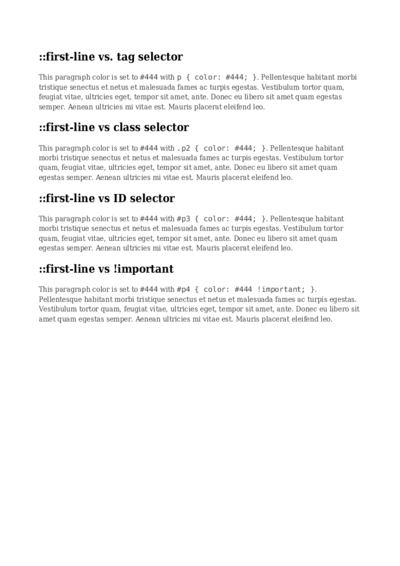 ::first-line vs. tag selector
This paragraph color is set to #444 with p { color: #444; }. Pellentesque habitant morbi
tristique senectus et netus et malesuada fames ac turpis egestas. Vestibulum tortor quam,
feugiat vitae, ultricies eget, tempor sit amet, ante. Donec eu libero sit amet quam egestas
semper. Aenean ultricies mi vitae est. Mauris placerat eleifend leo.
::first-line vs class selector
This paragraph color is set to #444 with .p2 { color: #444; }. Pellentesque habitant
morbi tristique senectus et netus et malesuada fames ac turpis egestas. Vestibulum tortor
quam, feugiat vitae, ultricies eget, tempor sit amet, ante. Donec eu libero sit amet quam
egestas semper. Aenean ultricies mi vitae est. Mauris placerat eleifend leo.
::first-line vs ID selector
This paragraph color is set to #444 with #p3 { color: #444; }. Pellentesque habitant
morbi tristique senectus et netus et malesuada fames ac turpis egestas. Vestibulum tortor
quam, feugiat vitae, ultricies eget, tempor sit amet, ante. Donec eu libero sit amet quam
egestas semper. Aenean ultricies mi vitae est. Mauris placerat eleifend leo.
::first-line vs !important
This paragraph color is set to #444 with #p4 { color: #444 !important; }.
Pellentesque habitant morbi tristique senectus et netus et malesuada fames ac turpis egestas.
Vestibulum tortor quam, feugiat vitae, ultricies eget, tempor sit amet, ante. Donec eu libero sit
amet quam egestas semper. Aenean ultricies mi vitae est. Mauris placerat eleifend leo.